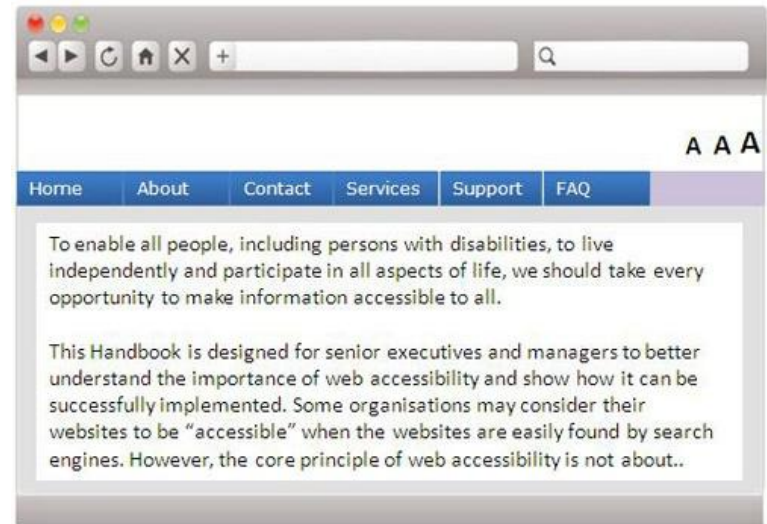 A A A
Home About Contact Services Support FAQ
To enable all people, including persons with disabilities, to live
independently and participate in all aspects of life, we should take every
opportunity to make information accessible to all.
This Handbook is designed for senior executives and managers to better
understand the importance of web accessibility and show how it can be
successfully implemented. Some organisations may consider their
websites to be “accessible” when the websites are easily found by search
engines. However, the core principle of web accessibility is not about..